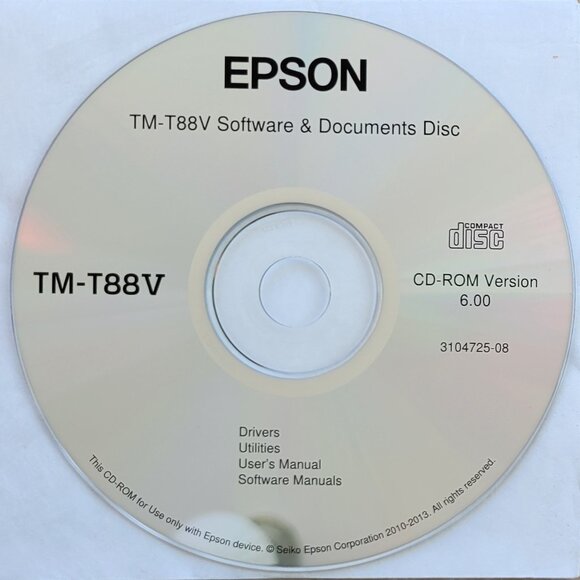 EPSON
TM-T88V Software & Documents Disc
COMPACT
disc
TM-T88V
CD-ROM Version
6.00
3104725-08
Drivers
Utilities
User's Manual
Software Manuals
This CD-ROM for Use only with Epson device. © Seiko Epson Corporation 2010-2013. All rights reserved.